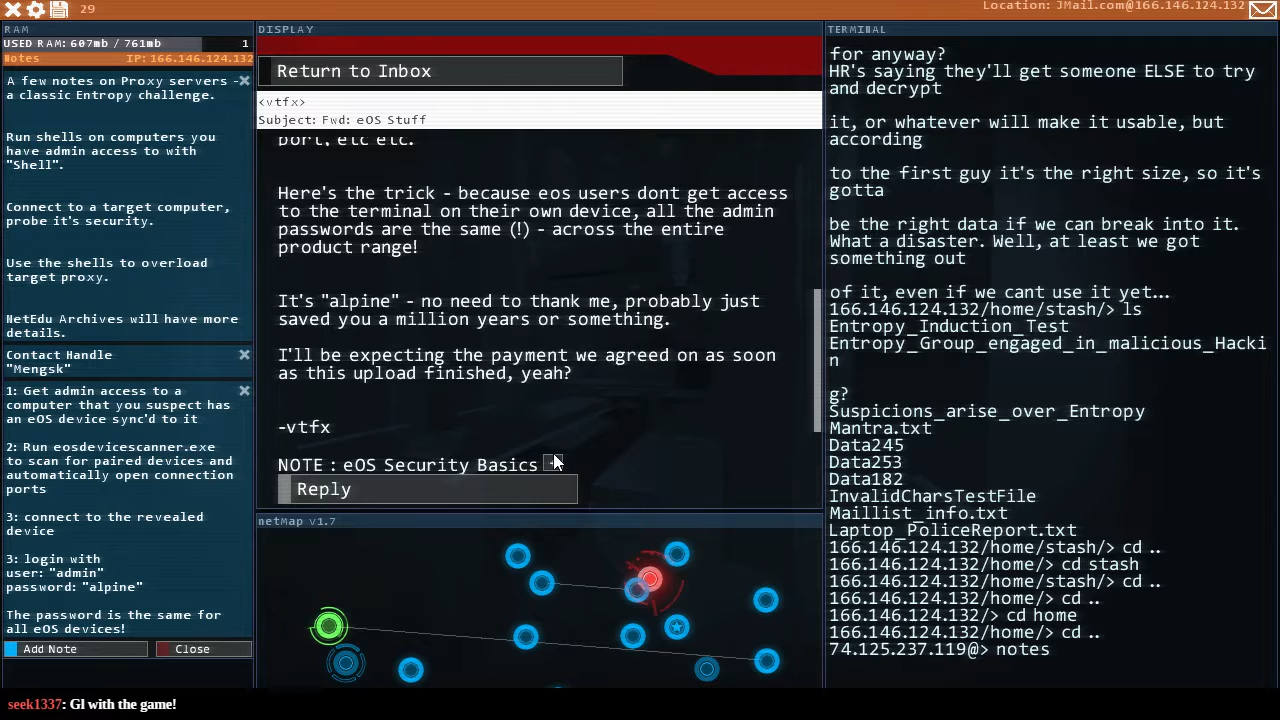 29
Location: JMail.com@166.146.124.132
RAM
USED RAM: 607mb / 761mb 1
Notes IP: 166.146.124.132
A few notes on Proxy servers -
a classic Entropy challenge.
Run shells on computers you
have admin access to with
"Shell".
Connect to a target computer,
probe it's security.
Use the shells to overload
target proxy.
NetEdu Archives will have more
details.
Contact Handle
"Mengsk"
1: Get admin access to a
computer that you suspect has
an eOS device sync'd to it
2: Run eosdevicescanner.exe
to scan for paired devices and
automatically open connection
ports
3: connect to the revealed
device
3: login with
user: "admin"
password: "alpine"
The password is the same for
all eOS devices!
Add Note
Close
DISPLAY
Return to Inbox
<vtfx>
Subject: Fwd: eOS Stuff
port, etc etc.
Here's the trick - because eos users dont get access
to the terminal on their own device, all the admin
passwords are the same (!) - across the entire
product range!
It's "alpine" - no need to thank me, probably just
saved you a million years or something.
I'll be expecting the payment we agreed on as soon
as this upload finished, yeah?
-vtfx
NOTE : eOS Security Basics
Reply
netMap v1.7
TERMINAL
for anyway?
HR's saying they'll get someone ELSE to try
and decrypt
it, or whatever will make it usable, but
according
to the first guy it's the right size, so it's
gotta
be the right data if we can break into it.
What a disaster. Well, at least we got
something out
of it, even if we cant use it yet...
166.146.124.132/home/stash/> ls
Entropy_Induction_Test
Entropy_Group_engaged_in_malicious_Hacki
n
g?
Suspicions_arise_over_Entropy
Mantra.txt
Data245
Data253
Data182
InvalidCharsTestFile
Maillist_info.txt
Laptop_PoliceReport.txt
166.146.124.132/home/stash/> cd ..
166.146.124.132/home/> cd stash
166.146.124.132/home/stash/> cd ..
166.146.124.132/home/> cd ..
166.146.124.132/> cd home
166.146.124.132/home/> cd ..
74.125.237.119@> notes
seek1337: Gl with the game!